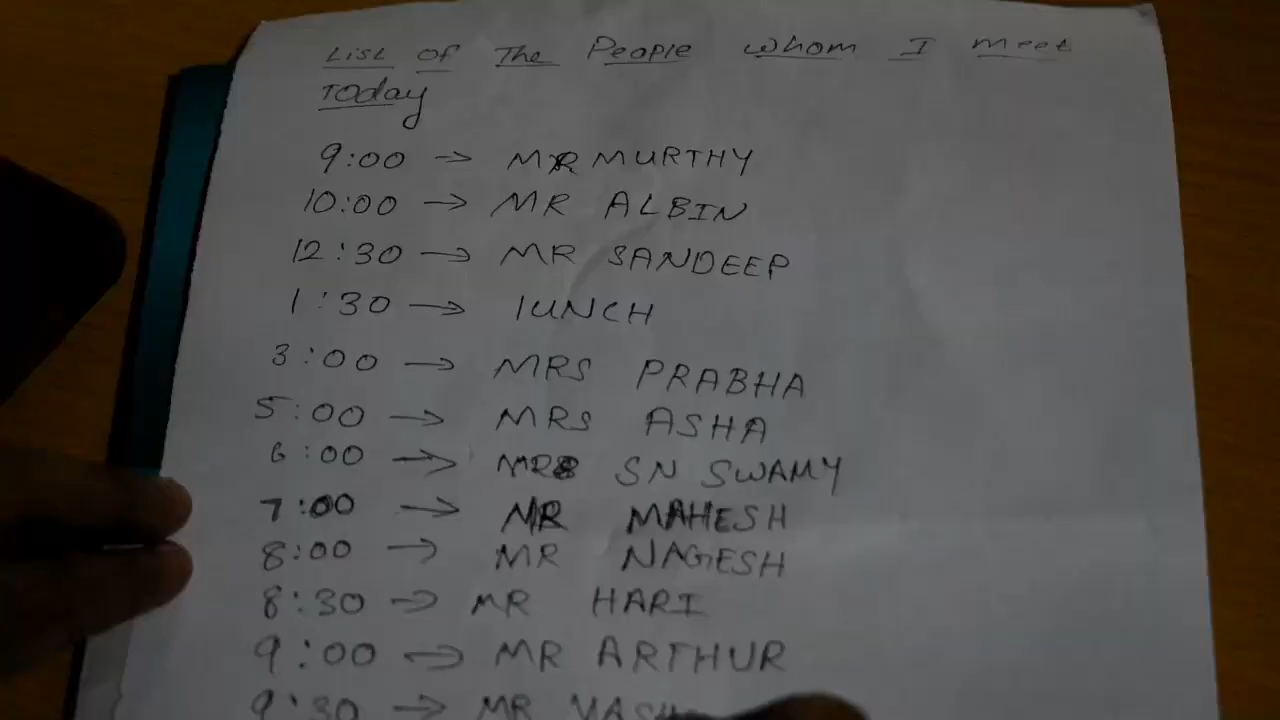 List of The People whom I meet
Today
9:00 → MR MURTHY
10:00 → MR ALBIN
12:30 → MR SANDEEP
1:30 → lUNCH
3:00 → MRS PRABHA
5:00 → MRS ASHA
6:00 → SN SWAMY
7:00 → MR MAHESH
8:00 → MR NAGESH
8:30 → MR HARI
9:00 → MR ARTHUR
9:30 → MR